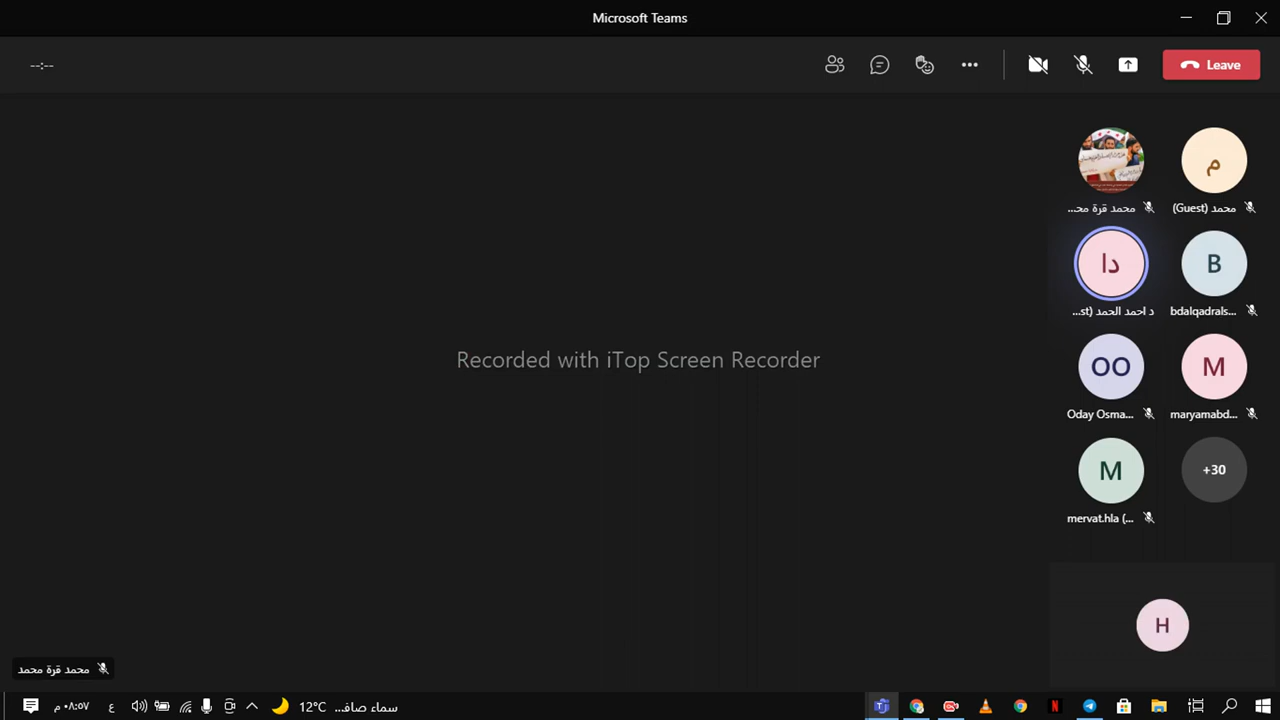 Microsoft Teams
--:--
Leave
م
محمد قرة محـ...
محمد (Guest)
دا
B
د احمد الحمد (st...
bdalqadrals...
Recorded with iTop Screen Recorder
OO
M
Oday Osma...
maryamabd...
M
+30
mervat.hla (...
H
محمد قرة محمد
٠٨:٥٧ م
ع
12°C
سماء صافـ...